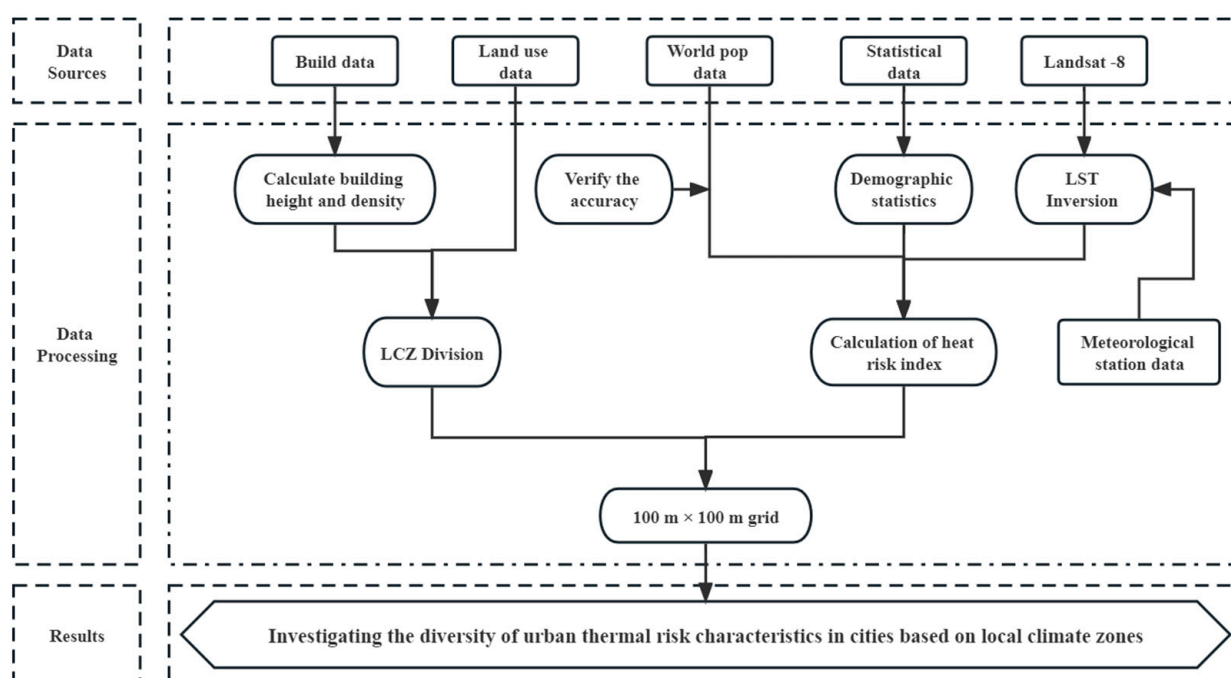 Data
Sources
Build data
Land use
data
World pop
data
Statistical
data
Landsat -8
Data
Processing
Calculate building
height and density
Verify the
accuracy
Demographic
statistics
LST
Inversion
LCZ Division
Calculation of heat
risk index
Meteorological
station data
100 m × 100 m grid
Results
Investigating the diversity of urban thermal risk characteristics in cities based on local climate zones